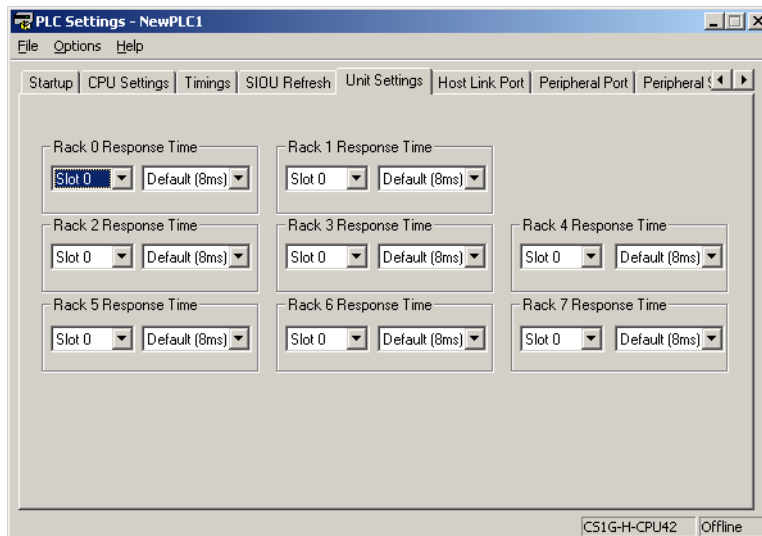 PLC Settings - NewPLC1
File Options Help
Startup CPU Settings Timings SIOU Refresh Unit Settings Host Link Port Peripheral Port Peripheral
Rack 0 Response Time Rack 1 Response Time
Slot 0 Default (8ms) Slot 0 Default (8ms)
Rack 2 Response Time Rack 3 Response Time Rack 4 Response Time
Slot 0 Default (8ms) Slot 0 Default (8ms) Slot 0 Default (8ms)
Rack 5 Response Time Rack 6 Response Time Rack 7 Response Time
Slot 0 Default (8ms) Slot 0 Default (8ms) Slot 0 Default (8ms)
CS1G-H-CPU42 Offline